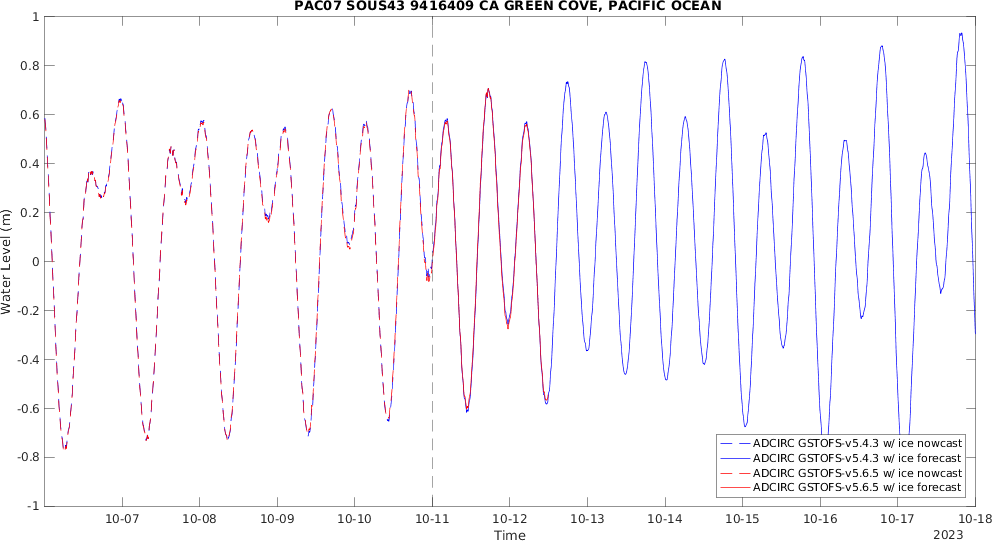 PAC07 SOUS43 9416409 CA GREEN COVE, PACIFIC OCEAN
1
0.8
0.6
0.4
0.2
0
-0.2
-0.4
-0.6
-0.8
-1
Water Level (m)
ADCIRC GSTOFS-v5.4.3 w/ ice nowcast
ADCIRC GSTOFS-v5.4.3 w/ ice forecast
ADCIRC GSTOFS-v5.6.5 w/ ice nowcast
ADCIRC GSTOFS-v5.6.5 w/ ice forecast
10-07 10-08 10-09 10-10 10-11 10-12 10-13 10-14 10-15 10-16 10-17 10-18
Time
2023